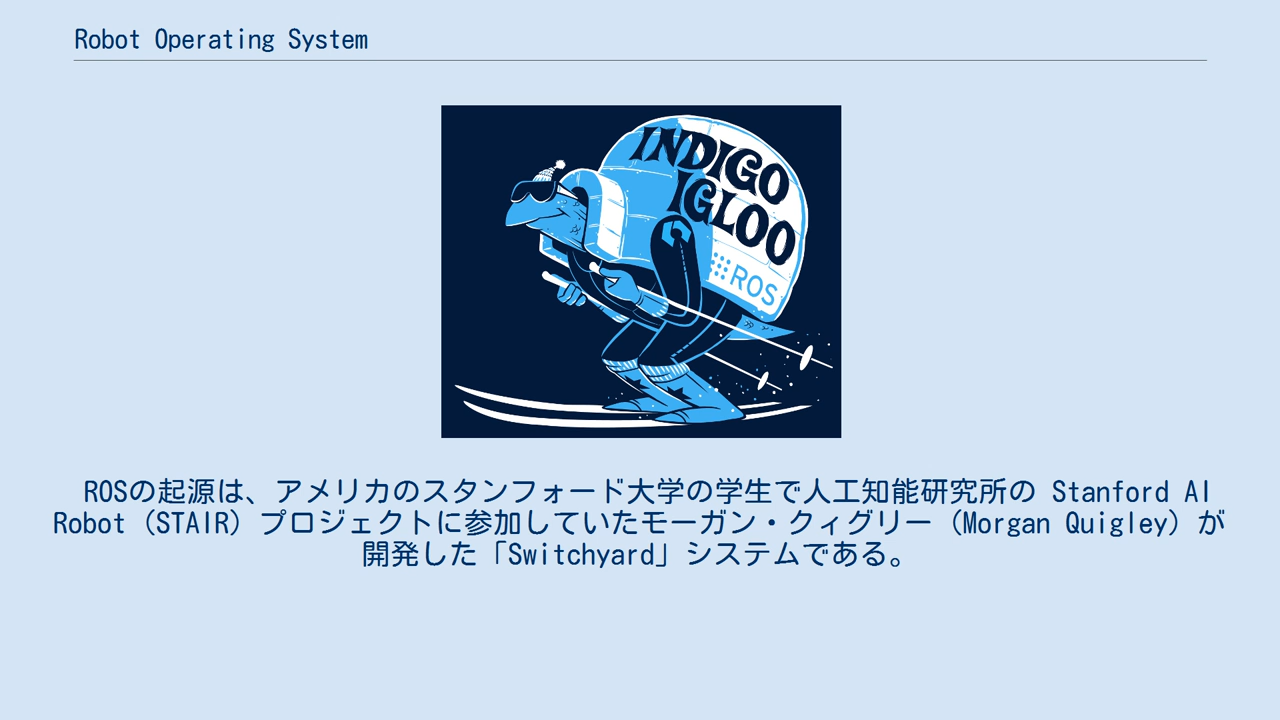 Robot Operating System
INDIGO
IGLOO
ROS
ROSの起源は、アメリカのスタンフォード大学の学生で人工知能研究所の Stanford AI
Robot（STAIR）プロジェクトに参加していたモーガン・クィグリー（Morgan Quigley）が
開発した「Switchyard」システムである。